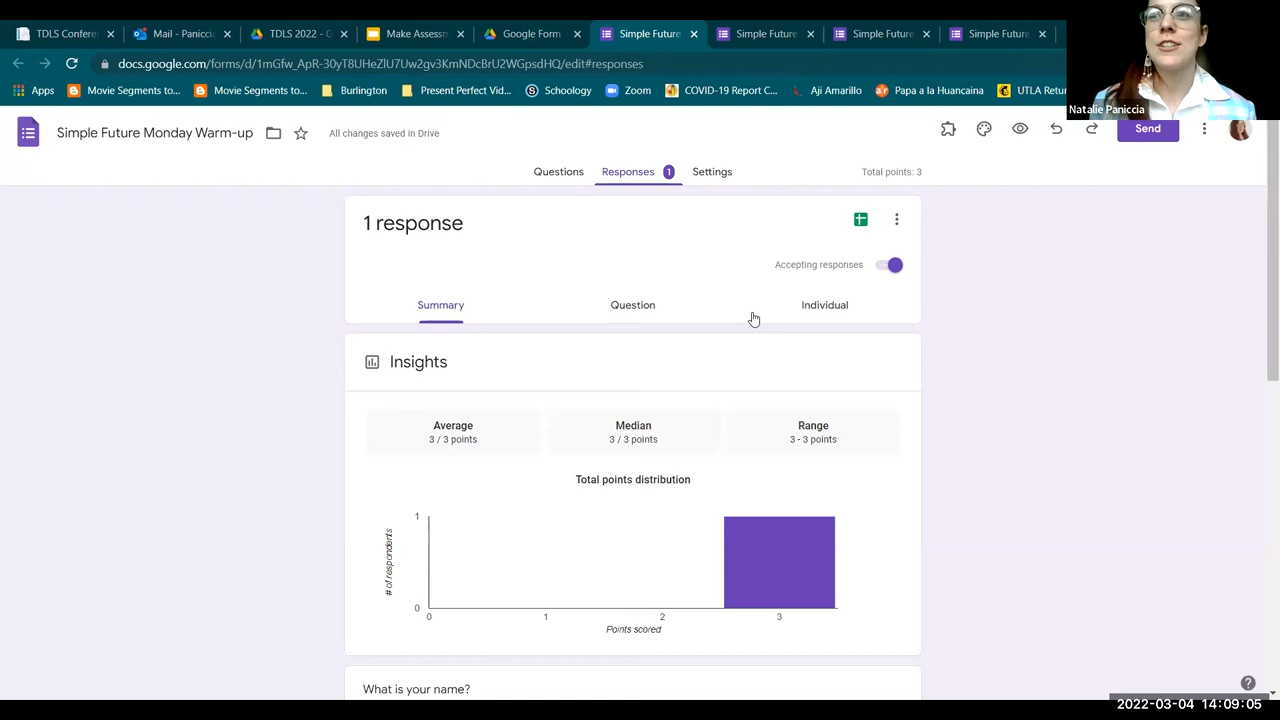 TDLS Conferer
Mail - Panicci
TDLS 2022 - G
Make Assessm
Google Form
Simple Future
Simple Future
Simple Future
Simple Future
docs.google.com/forms/d/1mGfw_ApR-30yT8UHeZlU7Uw2gv3KmNDcBrU2WGpsdHQ/edit#responses
Apps
Movie Segments to...
Movie Segments to...
Burlington
Present Perfect Vid...
Schoology
Zoom
COVID-19 Report C...
Aji Amarillo
Papa a la Huancaina
UTLA Retu
Natalie Paniccia
Simple Future Monday Warm-up
All changes saved in Drive
Send
Questions
Responses 1
Settings
Total points: 3
1 response
Accepting responses
Summary
Question
Individual
Insights
Average
3 / 3 points
Median
3 / 3 points
Range
3 - 3 points
Total points distribution
# of respondents
1
0
0 1 2 3
Points scored
What is your name?
2022-03-04 14:09:05